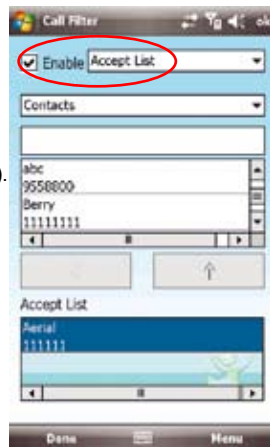 Call Filter
ok
Enable Accept List
Contacts
).
abc
9558800
Berry
11111111
Accept List
Aerial
111111
Done Menu